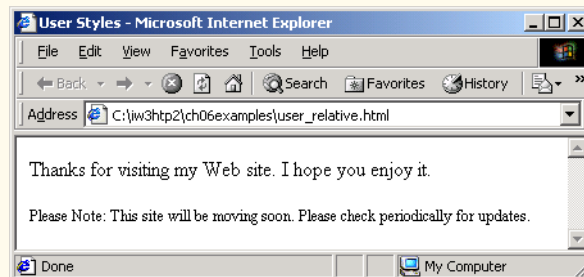 User Styles - Microsoft Internet Explorer
File Edit View Favorites Tools Help
Back Search Favorites History »
Address C:\iw3htp2\ch06examples\user_relative.html
Thanks for visiting my Web site. I hope you enjoy it.
Please Note: This site will be moving soon. Please check periodically for updates.
Done My Computer